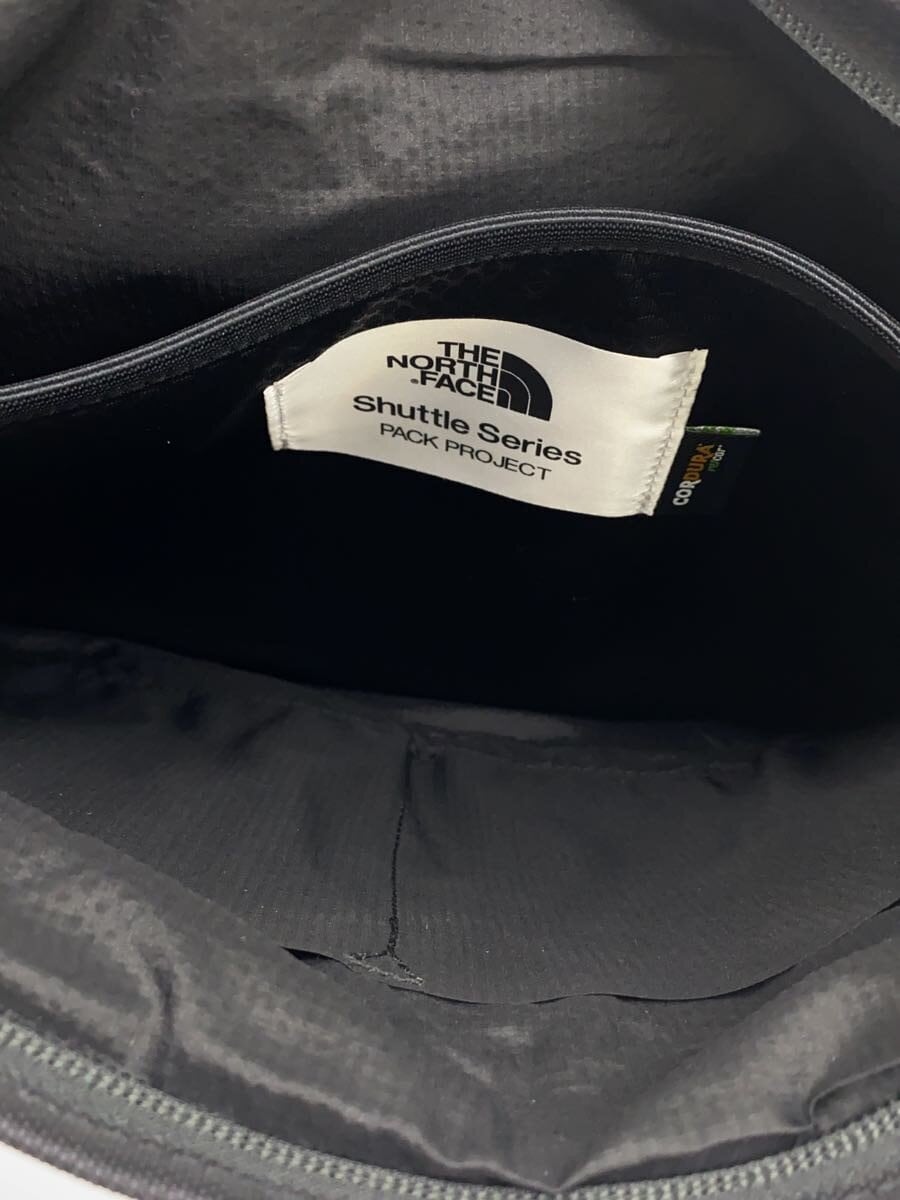 THE
NORTH
FACE
Shuttle Series
PACK PROJECT
CORDURA